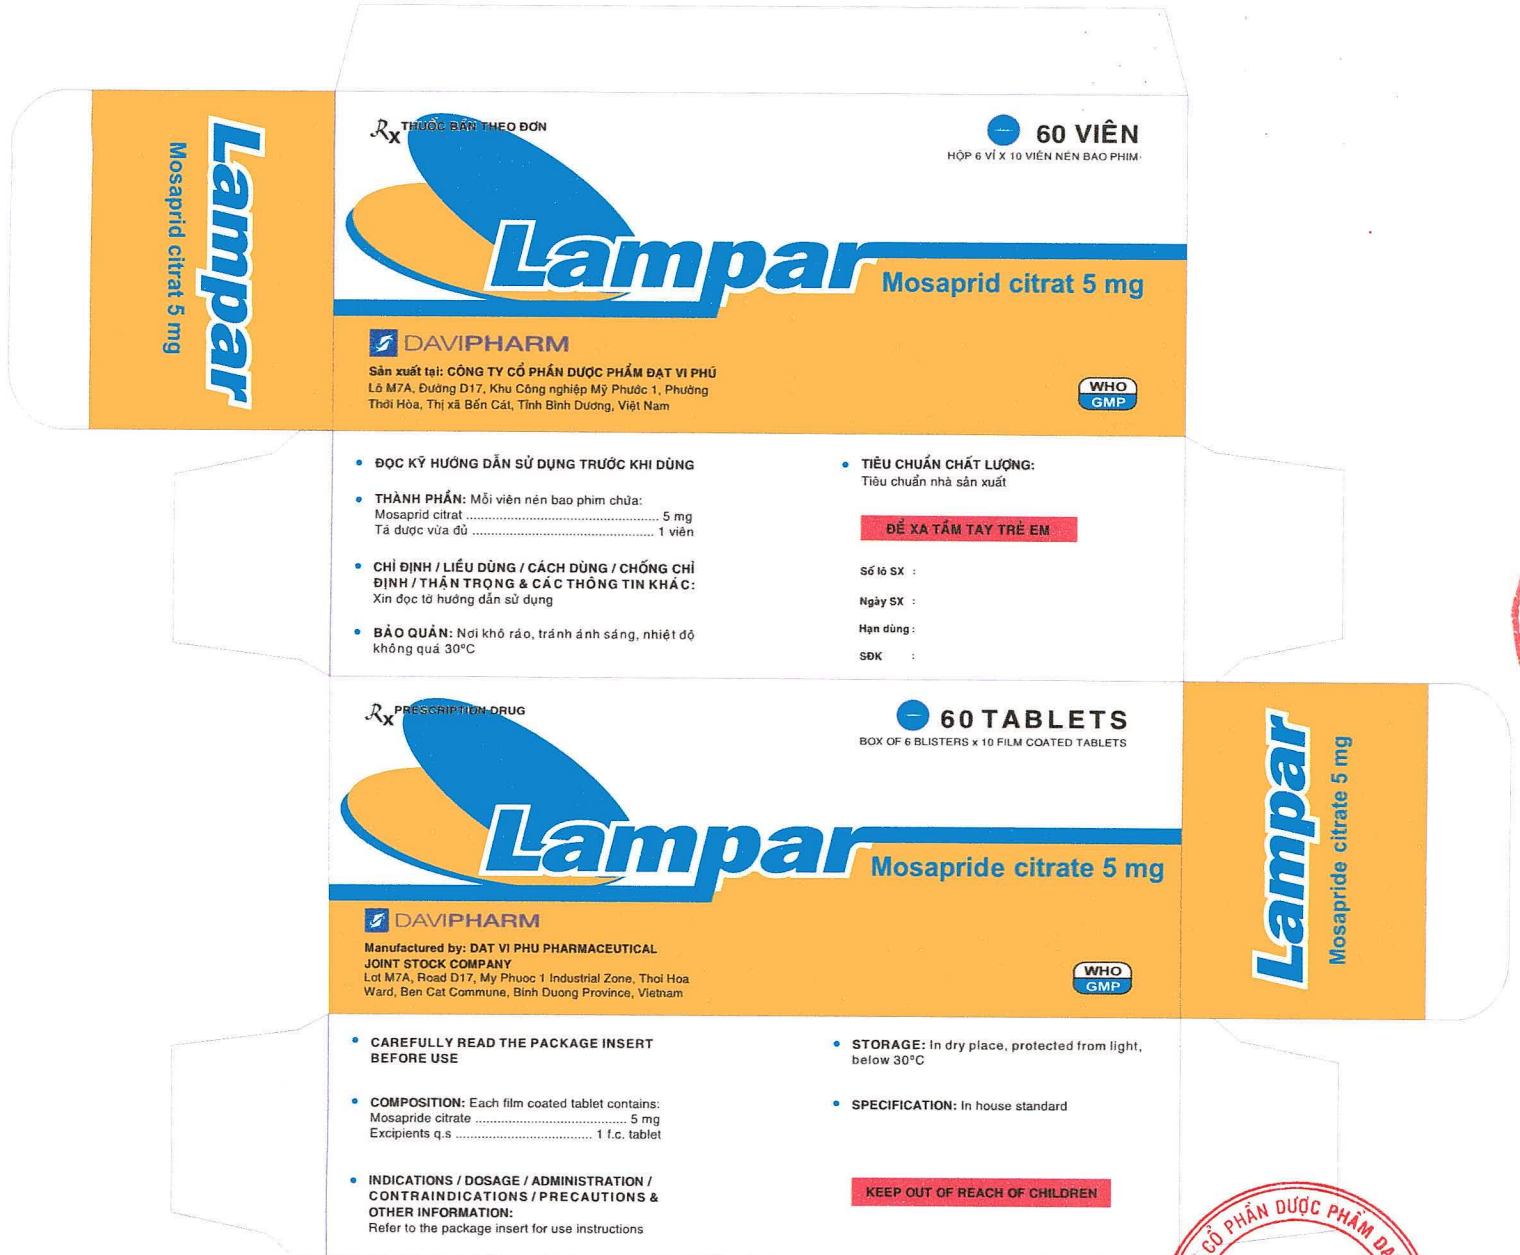 Lampar
Mosaprid citrat 5 mg
Rx THUỐC BÁN THEO ĐƠN
60 VIÊN
HỘP 6 VỈ X 10 VIÊN NÉN BAO PHIM
Lampar
Mosaprid citrat 5 mg
DAVIPHARM
Sản xuất tại: CÔNG TY CỔ PHẦN DƯỢC PHẨM ĐẠT VI PHÚ
Lô M7A, Đường D17, Khu Công nghiệp Mỹ Phước 1, Phường
Thới Hòa, Thị xã Bến Cát, Tỉnh Bình Dương, Việt Nam
WHO
GMP
• ĐỌC KỸ HƯỚNG DẪN SỬ DỤNG TRƯỚC KHI DÙNG
• THÀNH PHẦN: Mỗi viên nén bao phim chứa:
Mosaprid citrat ................................................ 5 mg
Tá dược vừa đủ ............................................. 1 viên
• CHỈ ĐỊNH / LIỀU DÙNG / CÁCH DÙNG / CHỐNG CHỈ
ĐỊNH / THẬN TRỌNG & CÁC THÔNG TIN KHÁC:
Xin đọc tờ hướng dẫn sử dụng
• BẢO QUẢN: Nơi khô ráo, tránh ánh sáng, nhiệt độ
không quá 30°C
• TIÊU CHUẨN CHẤT LƯỢNG:
Tiêu chuẩn nhà sản xuất
ĐỂ XA TẦM TAY TRẺ EM
Số lô SX :
Ngày SX :
Hạn dùng :
SĐK :
Rx PRESCRIPTION DRUG
60 TABLETS
BOX OF 6 BLISTERS x 10 FILM COATED TABLETS
Lampar
Mosapride citrate 5 mg
DAVIPHARM
Manufactured by: DAT VI PHU PHARMACEUTICAL
JOINT STOCK COMPANY
Lot M7A, Road D17, My Phuoc 1 Industrial Zone, Thoi Hoa
Ward, Ben Cat Commune, Binh Duong Province, Vietnam
WHO
GMP
Lampar
Mosapride citrate 5 mg
• CAREFULLY READ THE PACKAGE INSERT
BEFORE USE
• COMPOSITION: Each film coated tablet contains:
Mosapride citrate ...................................... 5 mg
Excipients q.s .................................. 1 f.c. tablet
• INDICATIONS / DOSAGE / ADMINISTRATION /
CONTRAINDICATIONS / PRECAUTIONS &
OTHER INFORMATION:
Refer to the package insert for use instructions
• STORAGE: In dry place, protected from light,
below 30°C
• SPECIFICATION: In house standard
KEEP OUT OF REACH OF CHILDREN
CỔ PHẦN DƯỢC PHẨM ĐẠ